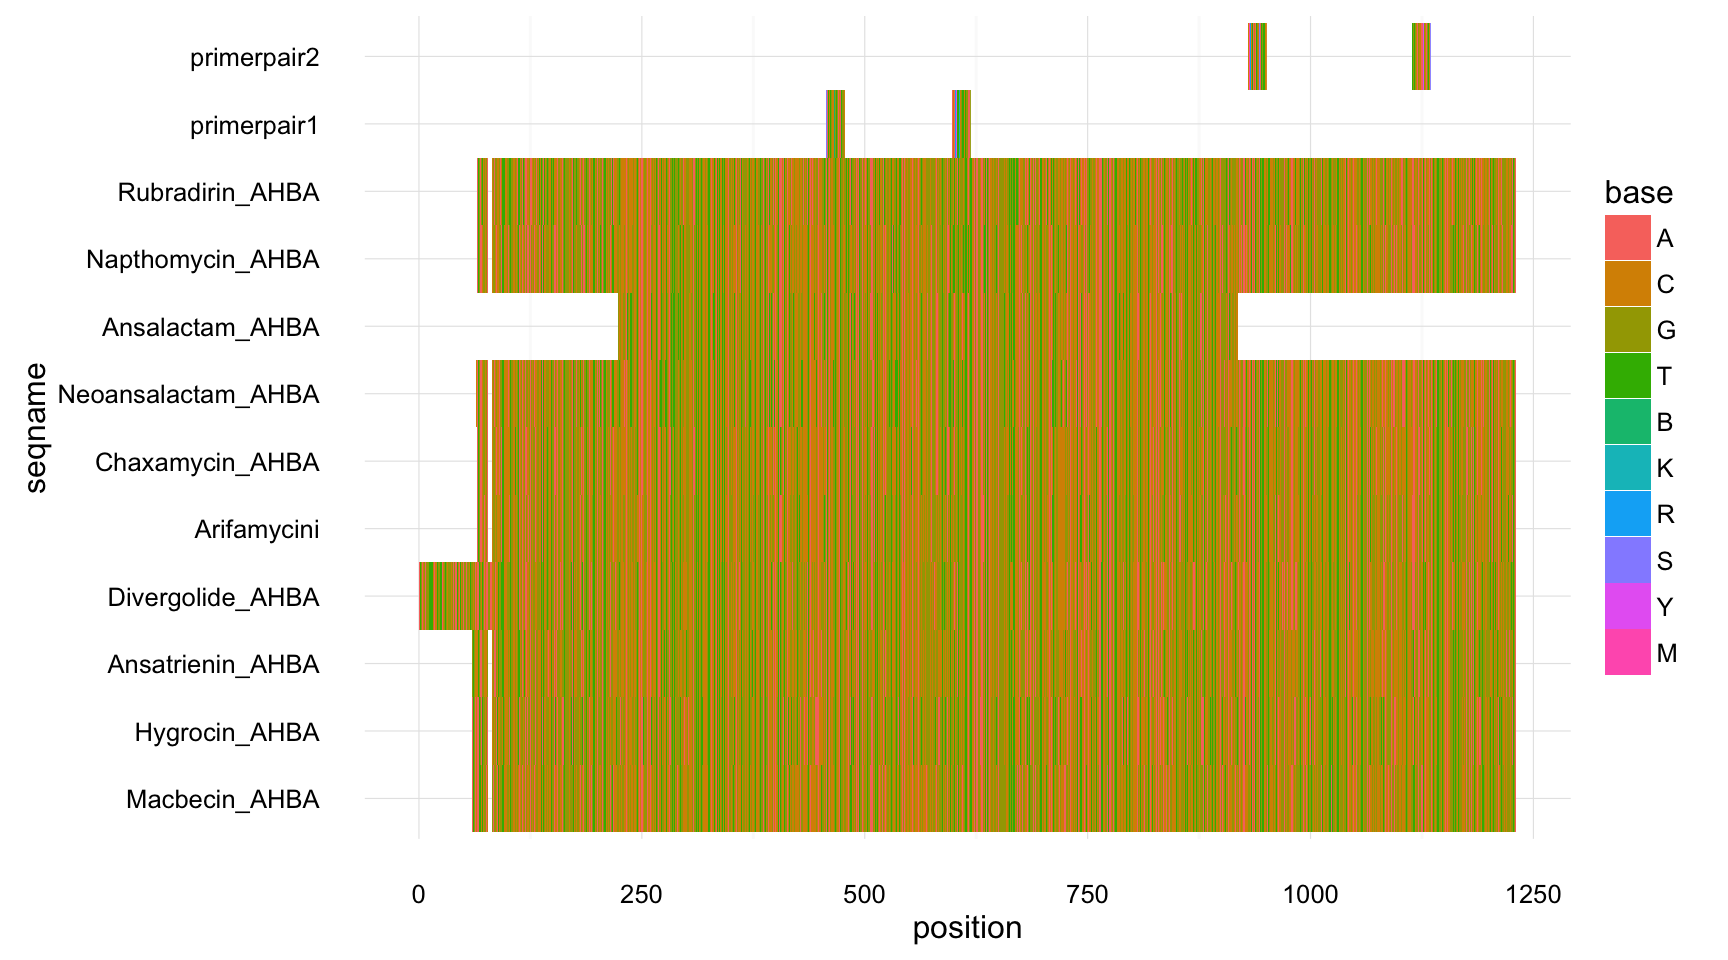 primerpair2
primerpair1
Rubradirin_AHBA
Napthomycin_AHBA
Ansalactam_AHBA
Neoansalactam_AHBA
Chaxamycin_AHBA
Arifamycini
Divergolide_AHBA
Ansatrienin_AHBA
Hygrocin_AHBA
Macbecin_AHBA
seqname
0 250 500 750 1000 1250
position
base
A
C
G
T
B
K
R
S
Y
M